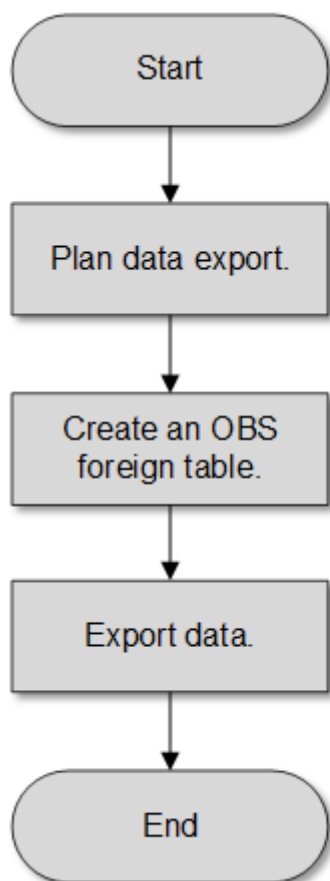 Start
Plan data export.
Create an OBS
foreign table.
Export data.
End